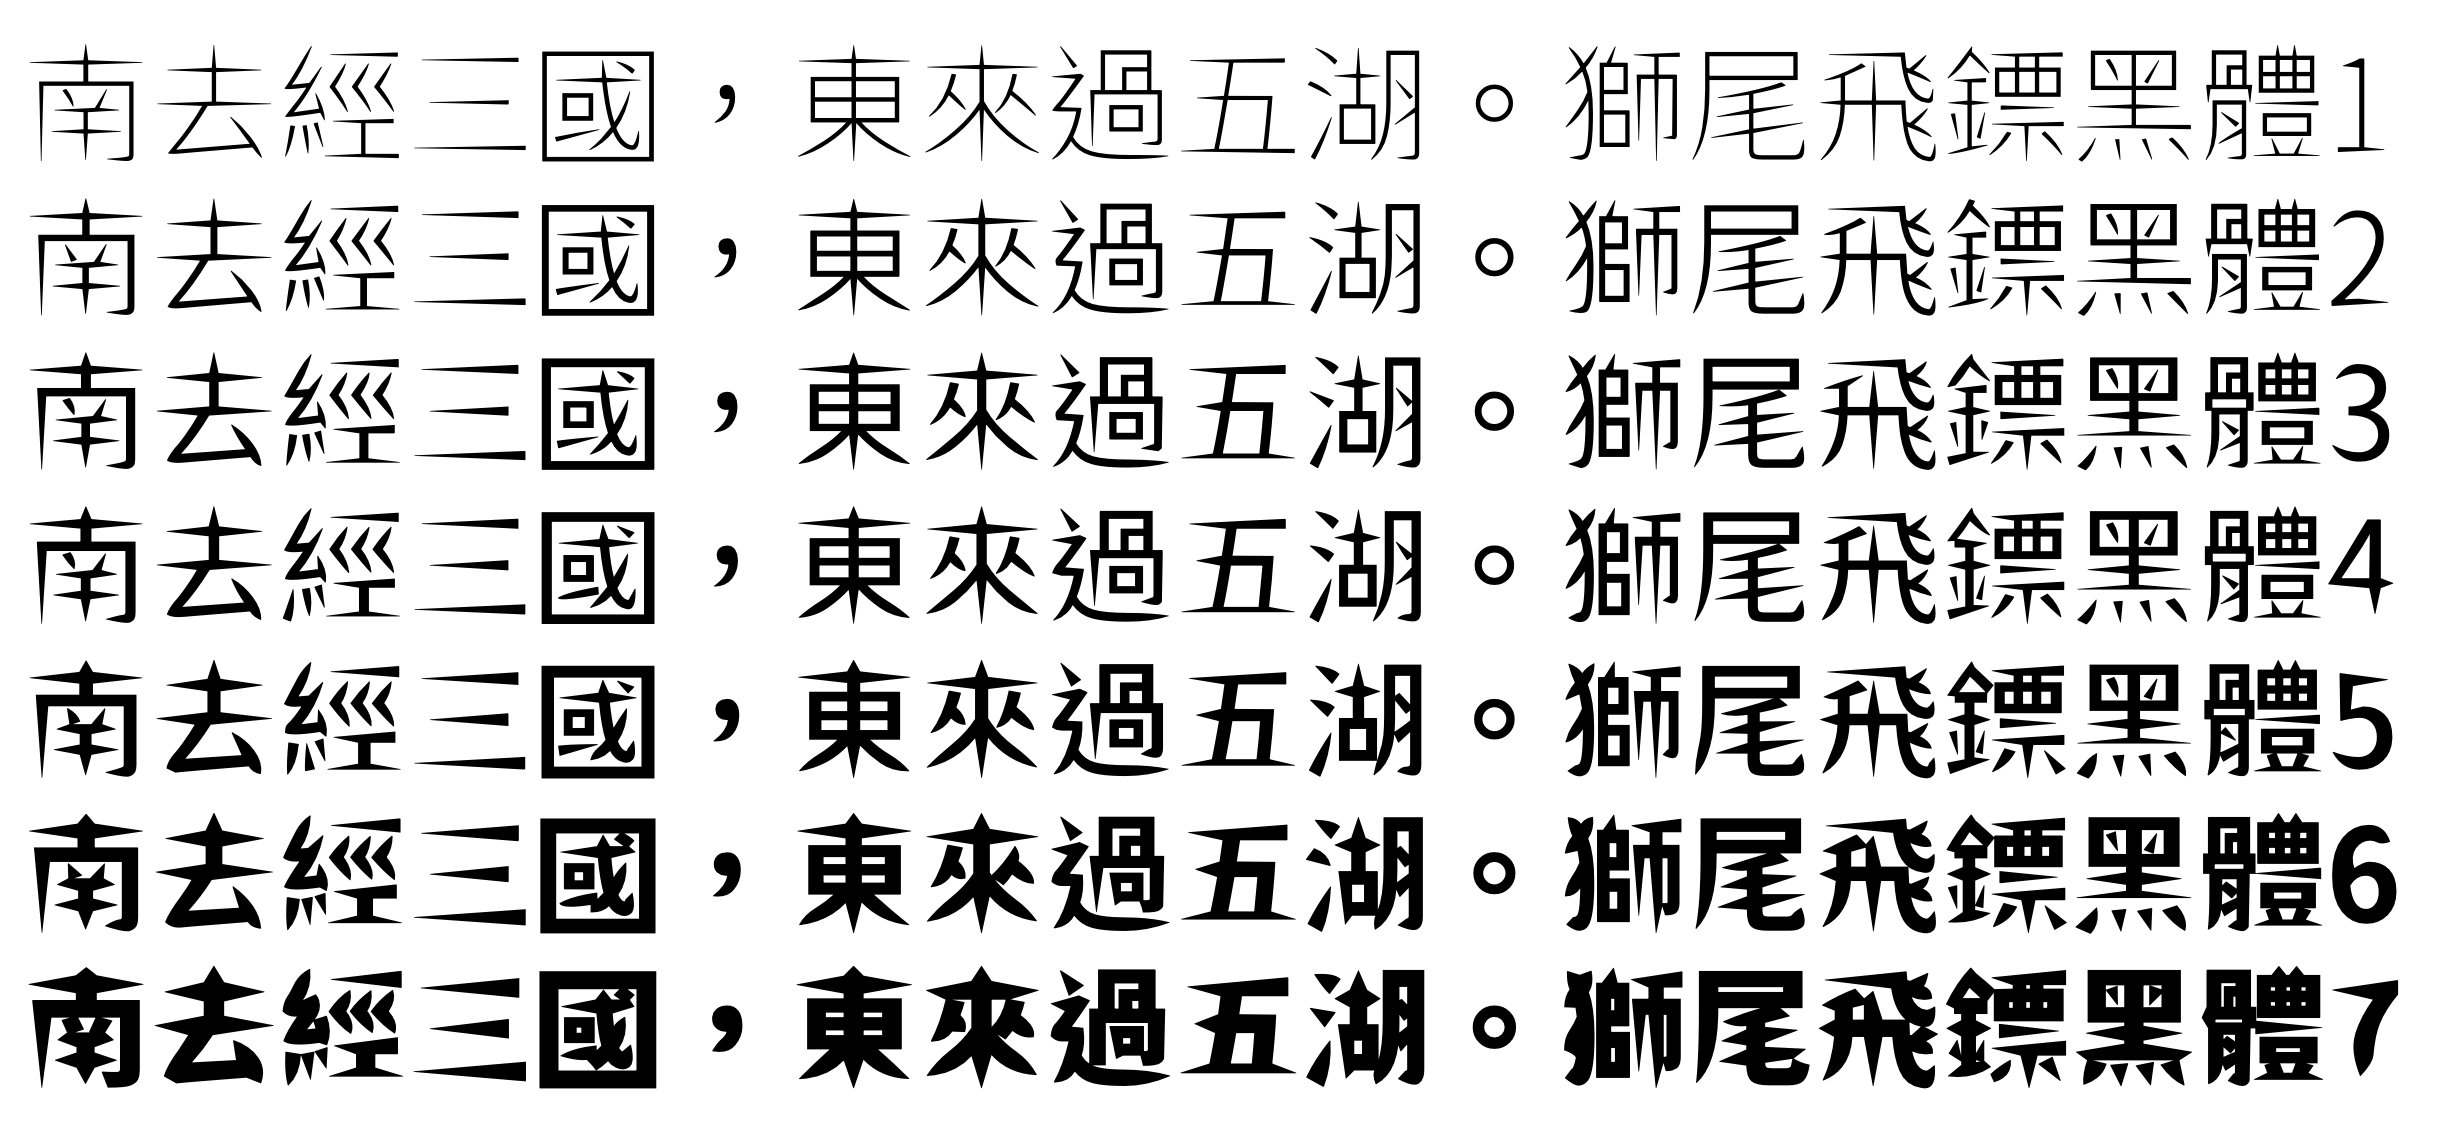 南去經三國，東來過五湖。獅尾飛鏢黑體1
南去經三國，東來過五湖。獅尾飛鏢黑體2
南去經三國，東來過五湖。獅尾飛鏢黑體3
南去經三國，東來過五湖。獅尾飛鏢黑體4
南去經三國，東來過五湖。獅尾飛鏢黑體5
南去經三國，東來過五湖。獅尾飛鏢黑體6
南去經三國，東來過五湖。獅尾飛鏢黑體7